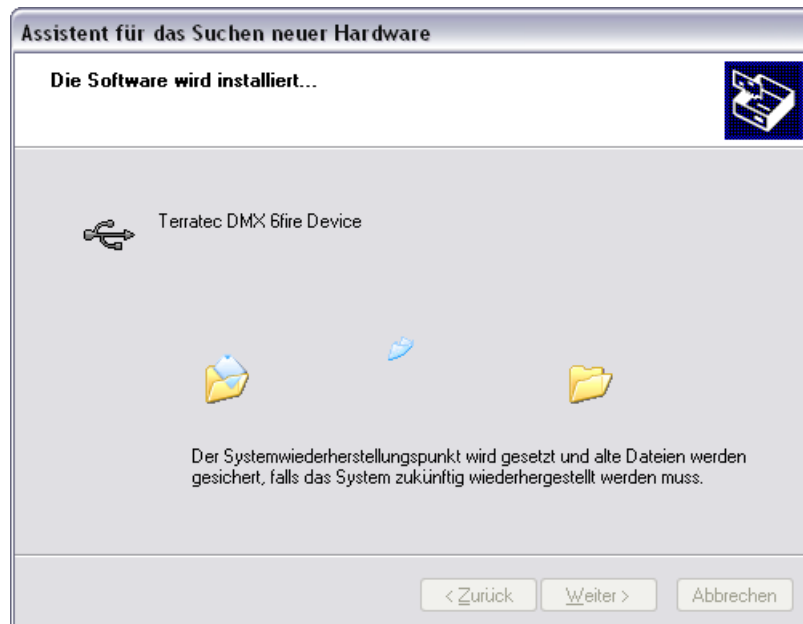 Assistent für das Suchen neuer Hardware
Die Software wird installiert...
Terratec DMX 6fire Device
Der Systemwiederherstellungspunkt wird gesetzt und alte Dateien werden
gesichert, falls das System zukünftig wiederhergestellt werden muss.
< Zurück Weiter > Abbrechen